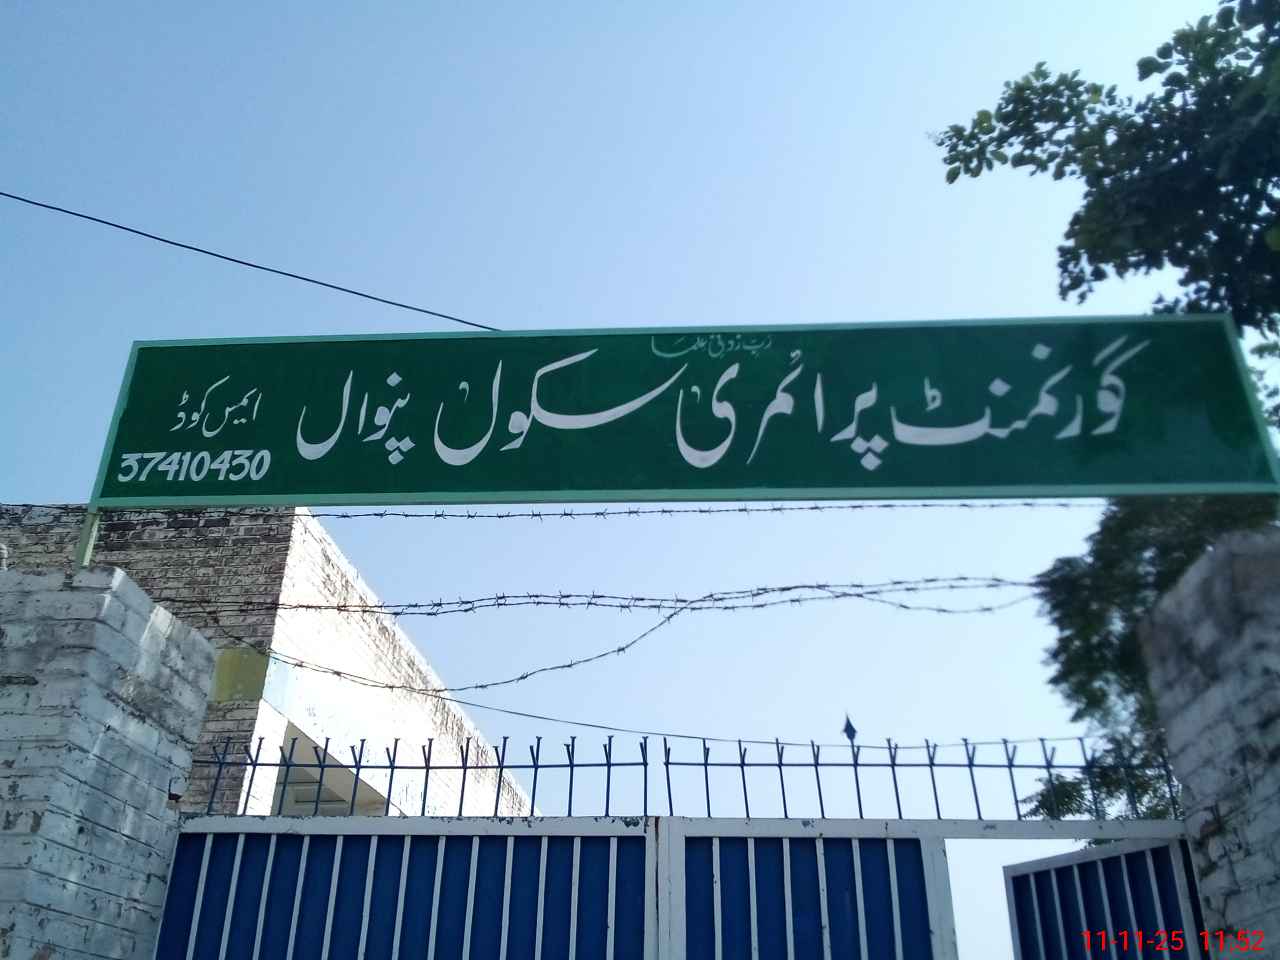 رَبِّ زِدْنِي عِلْمًا
گورنمنٹ پرائمری سکول پنوال
ایمس کوڈ
37410430
11-11-25 11:52